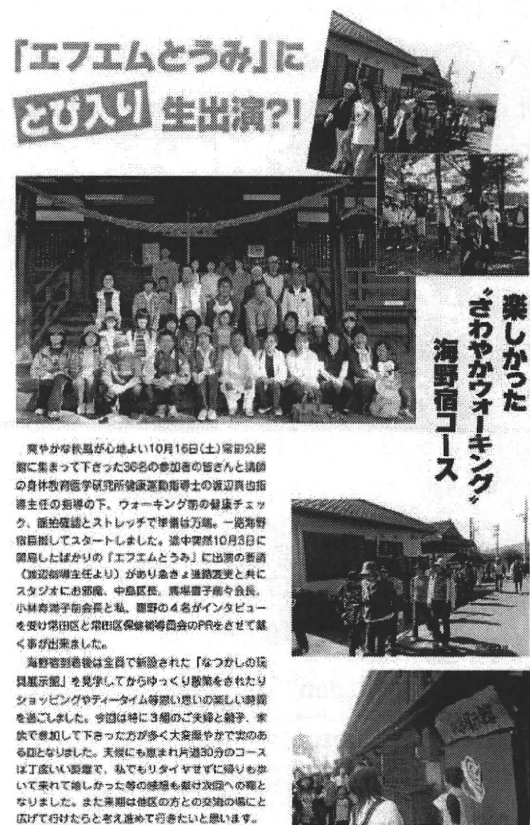 「エフエムとうみ」に
とび入り 生出演?!
楽しかった
"さわやかウォーキング"
海野宿コース
爽やかな秋風が心地よい10月16日(土)常田公民
館に集まって下さった36名の参加者の皆さんと講師
の身体教育医学研究所健康運動指導士の渡辺真也指
導主任の指導の下、ウォーキング前の健康チェッ
ク、脈拍確認とストレッチで準備は万端。一路海野
宿目指してスタートしました。途中突然10月3日に
開局したばかりの「エフエムとうみ」に出演の要請
(渡辺指導主任より)があり急きょ進路変更と共に
スタジオにお邪魔、中島区長、
小林寿満子前会長と私、の4名がインタビュー
を受け常田区と常田区保健補導員会のPRをさせて戴
く事が出来ました。
海野宿到着後は全員で新設された「なつかしの玩
具展示館」を見学してからゆっくり散策をされたり
ショッピングやティータイム等思い思いの楽しい時間
を過ごしました。今回は特に3組のご夫婦と親子、家
族で参加して下さった方が多く大変賑やかで実のあ
る回となりました。天候にも恵まれ片道30分のコース
は丁度いい距離で、私でもリタイヤせずに帰りも歩
いて来れて嬉しかった等の感想も戴け次回への糧と
なりました。また来期は他区の方との交流の場にと
広げて行けたらと考え進めて行きたいと思います。